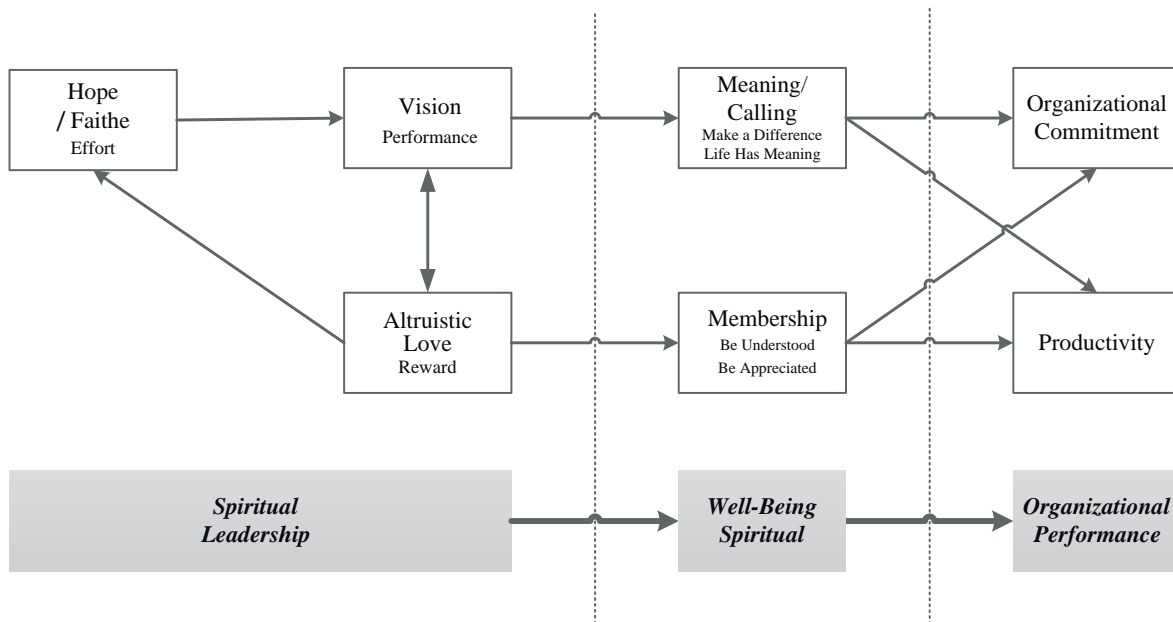 Hope
/ Faithe
Effort
Vision
Performance
Meaning/
Calling
Make a Difference
Life Has Meaning
Organizational
Commitment
Altruistic
Love
Reward
Membership
Be Understood
Be Appreciated
Productivity
Spiritual
Leadership
Well-Being
Spiritual
Organizational
Performance